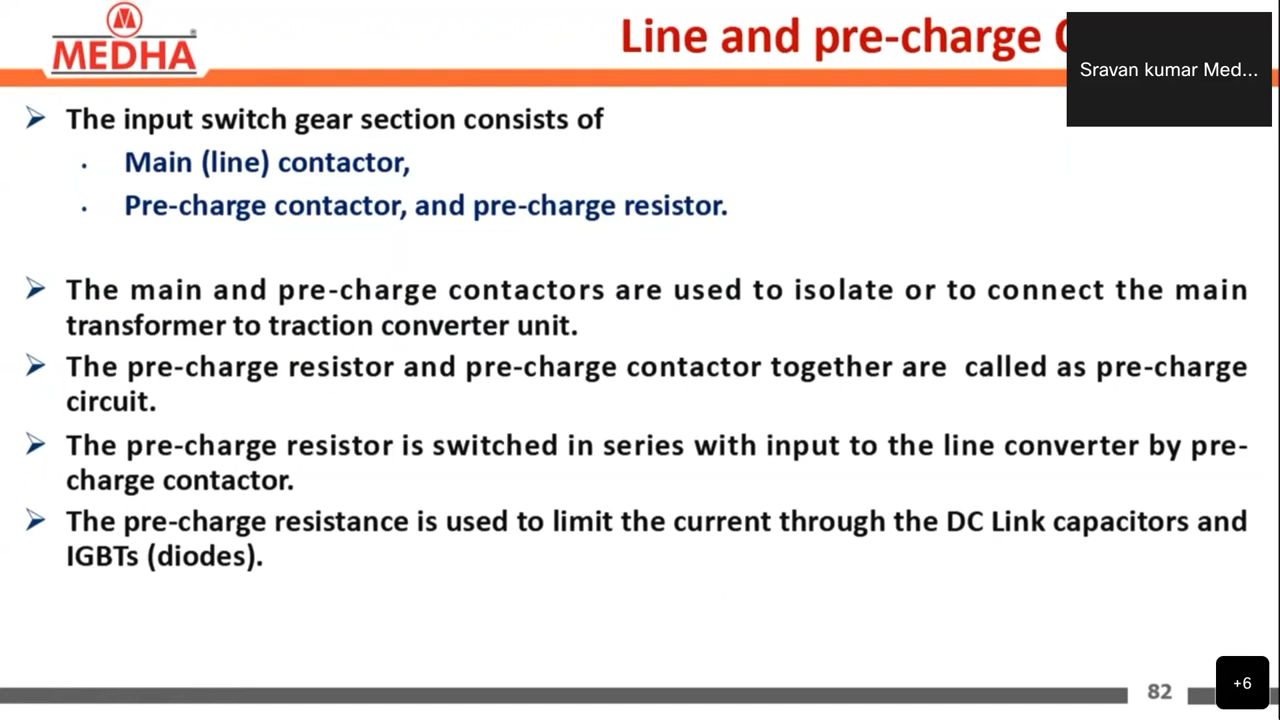 MEDHA
Line and pre-charge
Sravan kumar Med...
The input switch gear section consists of
Main (line) contactor,
Pre-charge contactor, and pre-charge resistor.
The main and pre-charge contactors are used to isolate or to connect the main
transformer to traction converter unit.
The pre-charge resistor and pre-charge contactor together are called as pre-charge
circuit.
The pre-charge resistor is switched in series with input to the line converter by pre-
charge contactor.
The pre-charge resistance is used to limit the current through the DC Link capacitors and
IGBTs (diodes).
82
+6